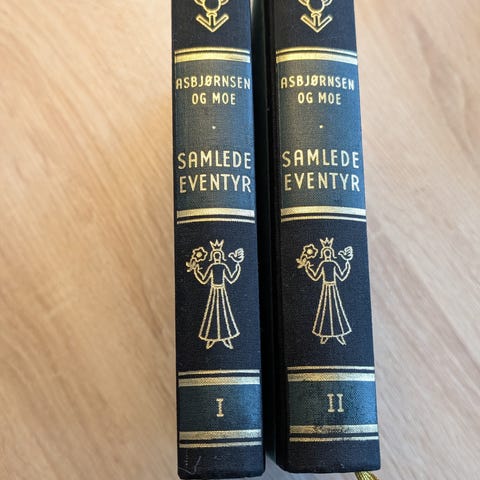 ASBJØRNSEN
OG MOE
SAMLEDE
EVENTYR
I
ASBJØRNSEN
OG MOE
SAMLEDE
EVENTYR
II